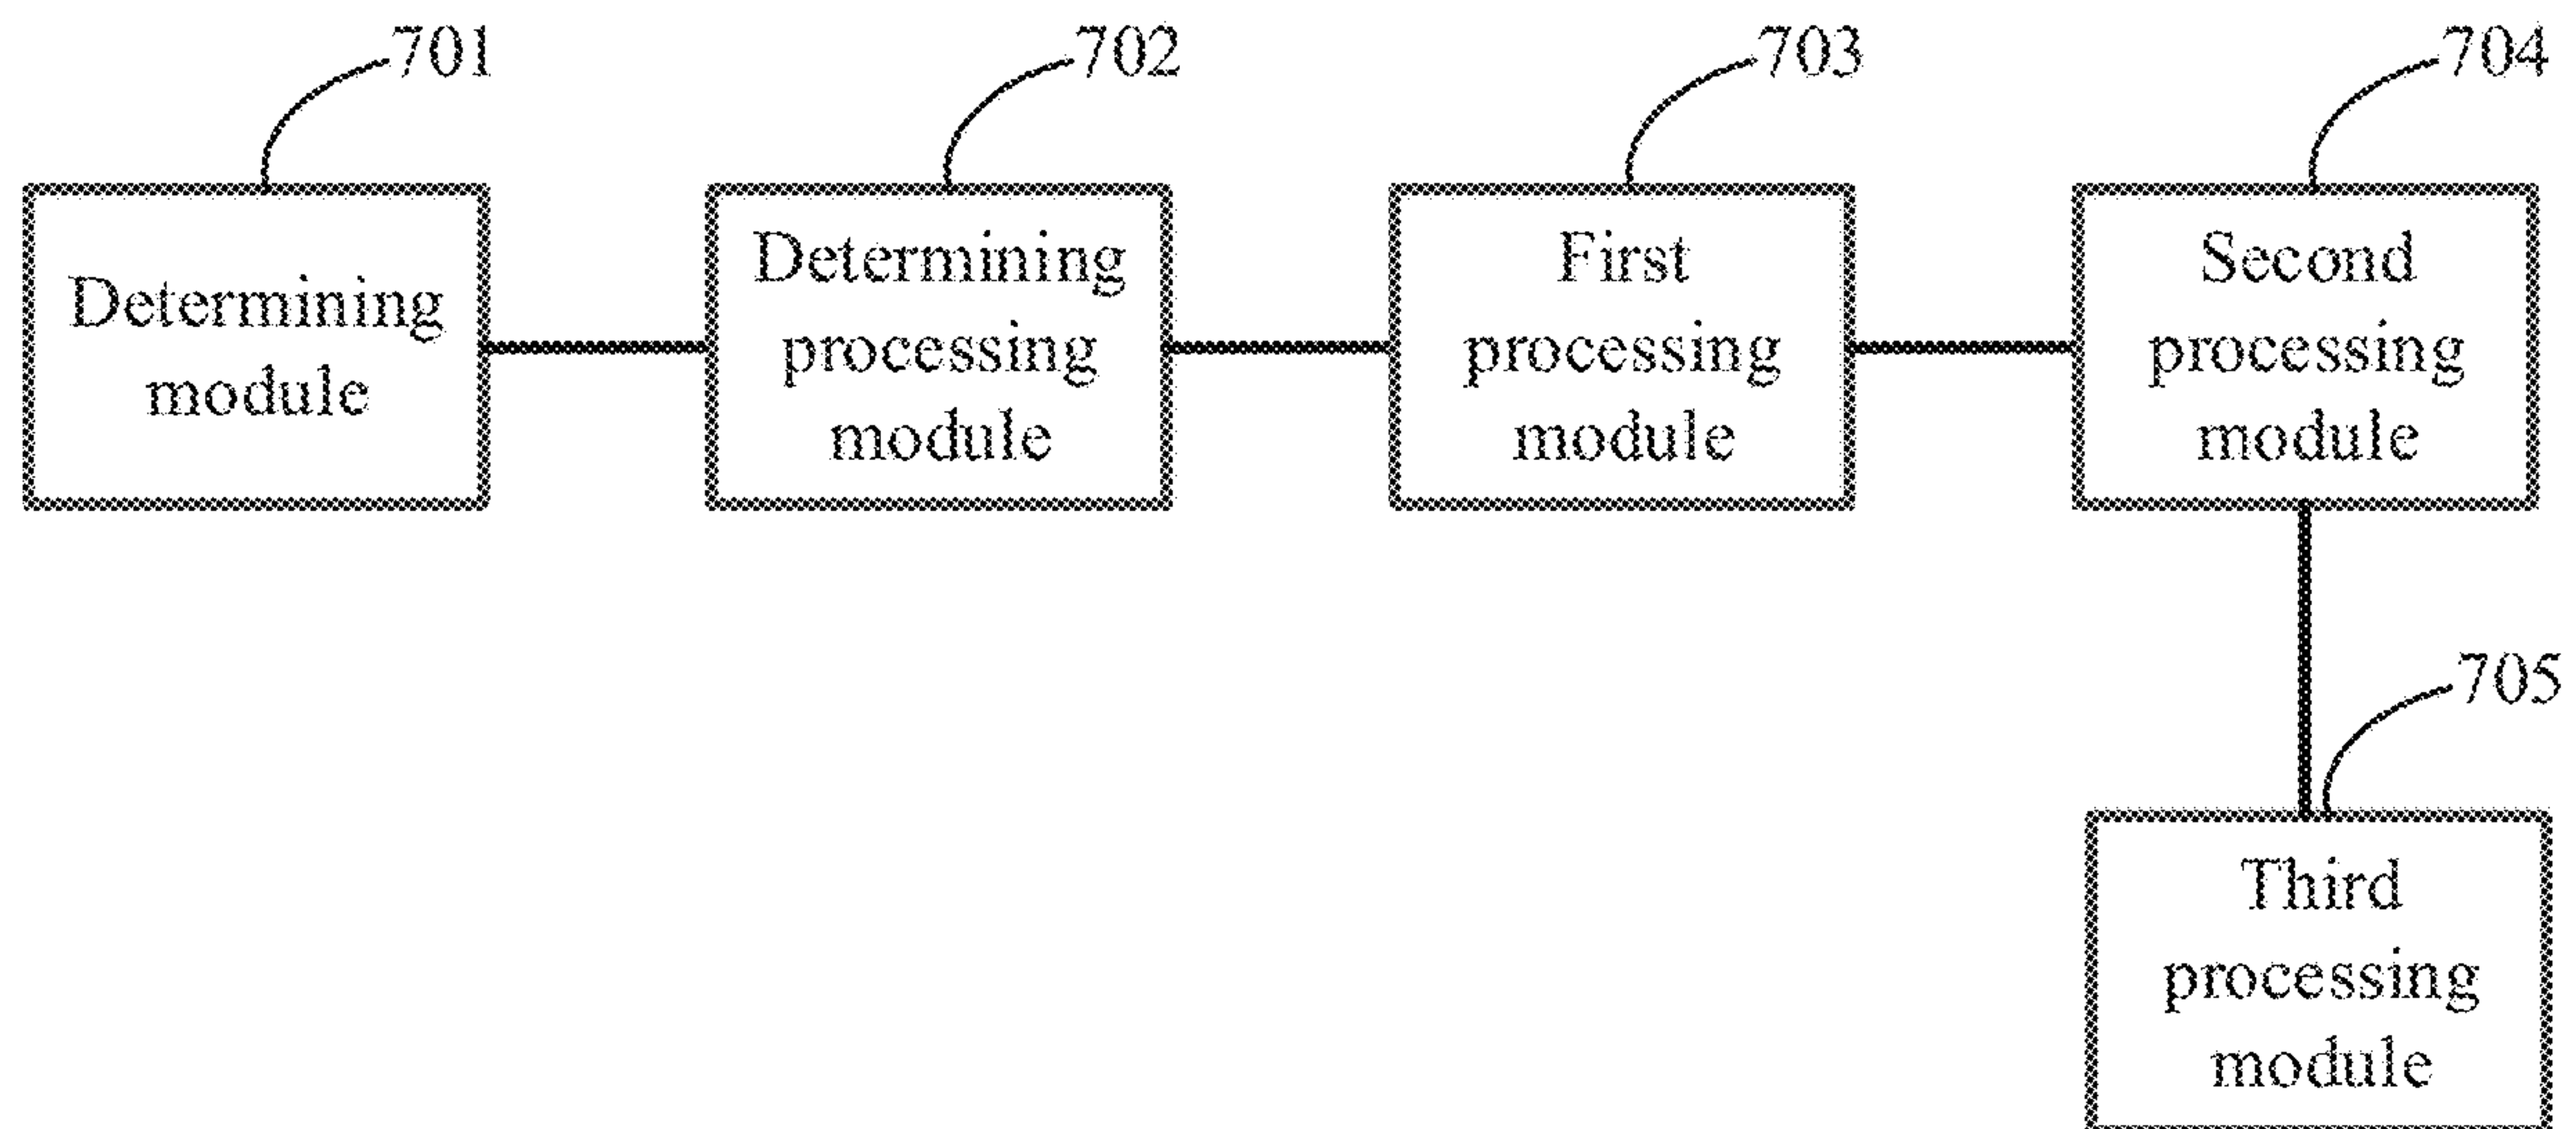 701
702
703
704
Determining
module
Determining
processing
module
First
processing
module
Second
processing
module
705
Third
processing
module